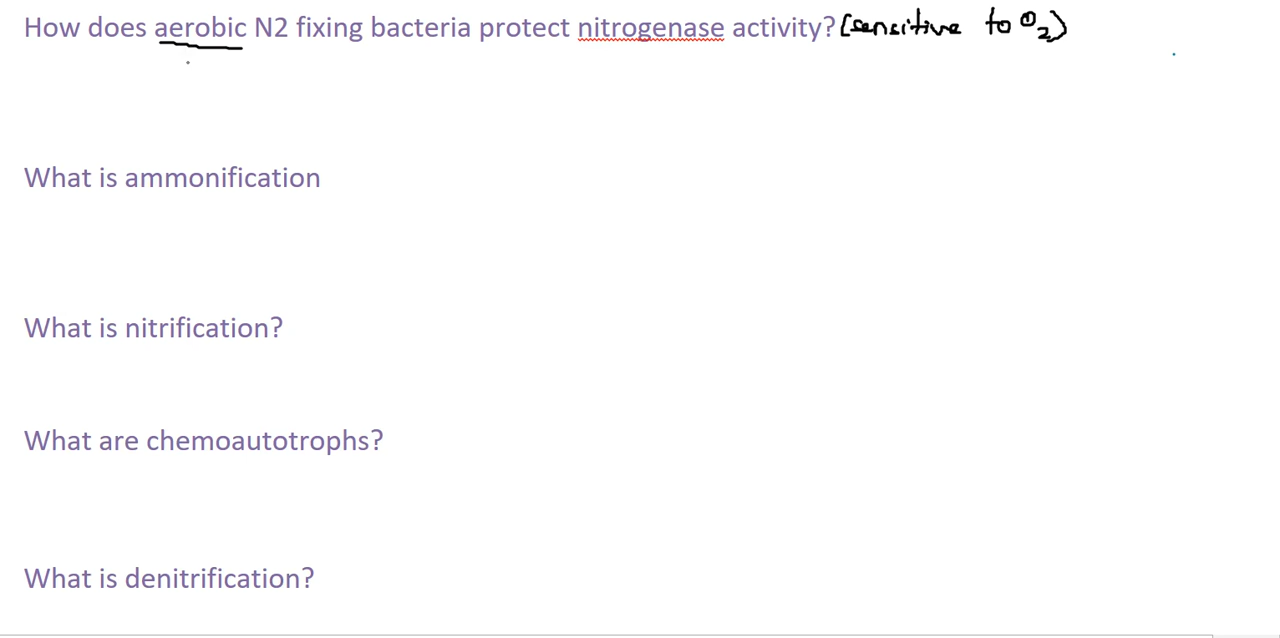 How does aerobic N2 fixing bacteria protect nitrogenase activity? (sensitive to O2)
What is ammonification
What is nitrification?
What are chemoautotrophs?
What is denitrification?